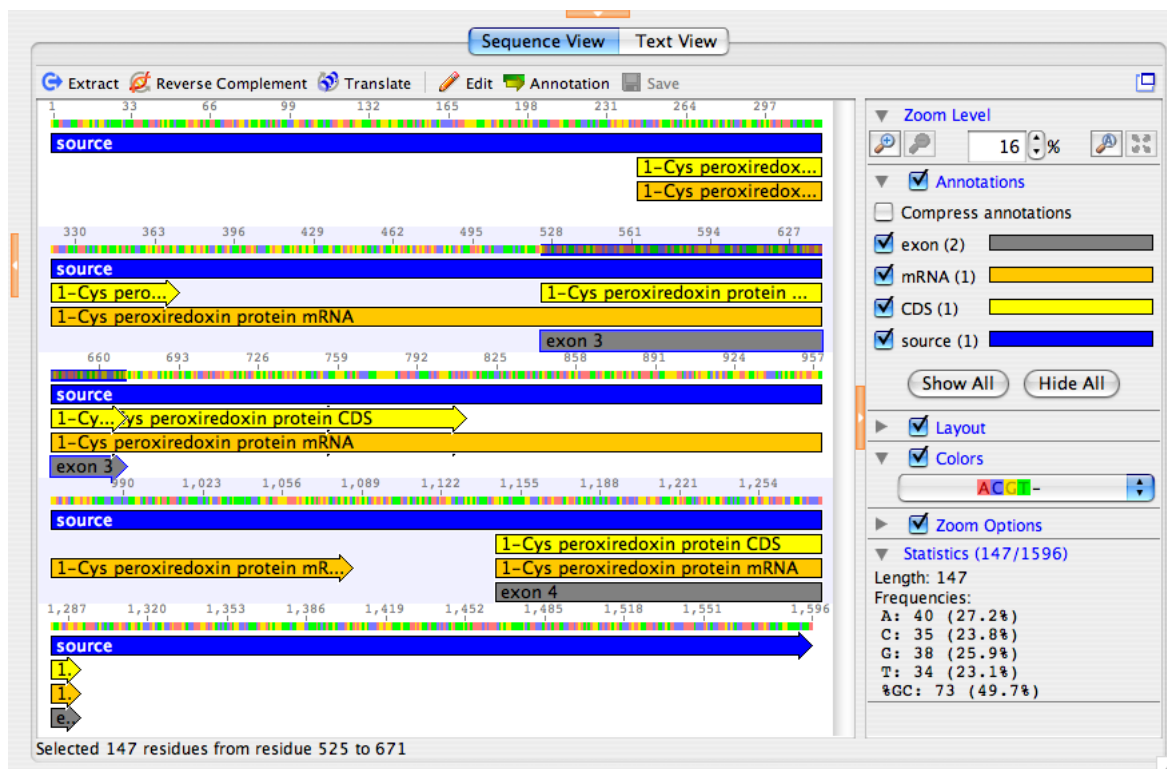 Sequence View Text View
Extract Reverse Complement Translate Edit Annotation Save
1 33 66 99 132 165 198 231 264 297
source
1-Cys peroxiredox...
1-Cys peroxiredox...
330 363 396 429 462 495 528 561 594 627
source
1-Cys pero... 1-Cys peroxiredoxin protein ...
1-Cys peroxiredoxin protein mRNA
exon 3
660 693 726 759 792 825 858 891 924 957
source
1-Cy... ys peroxiredoxin protein CDS
1-Cys peroxiredoxin protein mRNA
exon 3
990 1,023 1,056 1,089 1,122 1,155 1,188 1,221 1,254
source
1-Cys peroxiredoxin protein CDS
1-Cys peroxiredoxin protein mR... 1-Cys peroxiredoxin protein mRNA
exon 4
1,287 1,320 1,353 1,386 1,419 1,452 1,485 1,518 1,551 1,596
source
1.
1.
e..
Zoom Level
16 %
Annotations
Compress annotations
exon (2)
mRNA (1)
CDS (1)
source (1)
Show All Hide All
Layout
Colors
ACGT-
Zoom Options
Statistics (147/1596)
Length: 147
Frequencies:
A: 40 (27.2%)
C: 35 (23.8%)
G: 38 (25.9%)
T: 34 (23.1%)
%GC: 73 (49.7%)
Selected 147 residues from residue 525 to 671